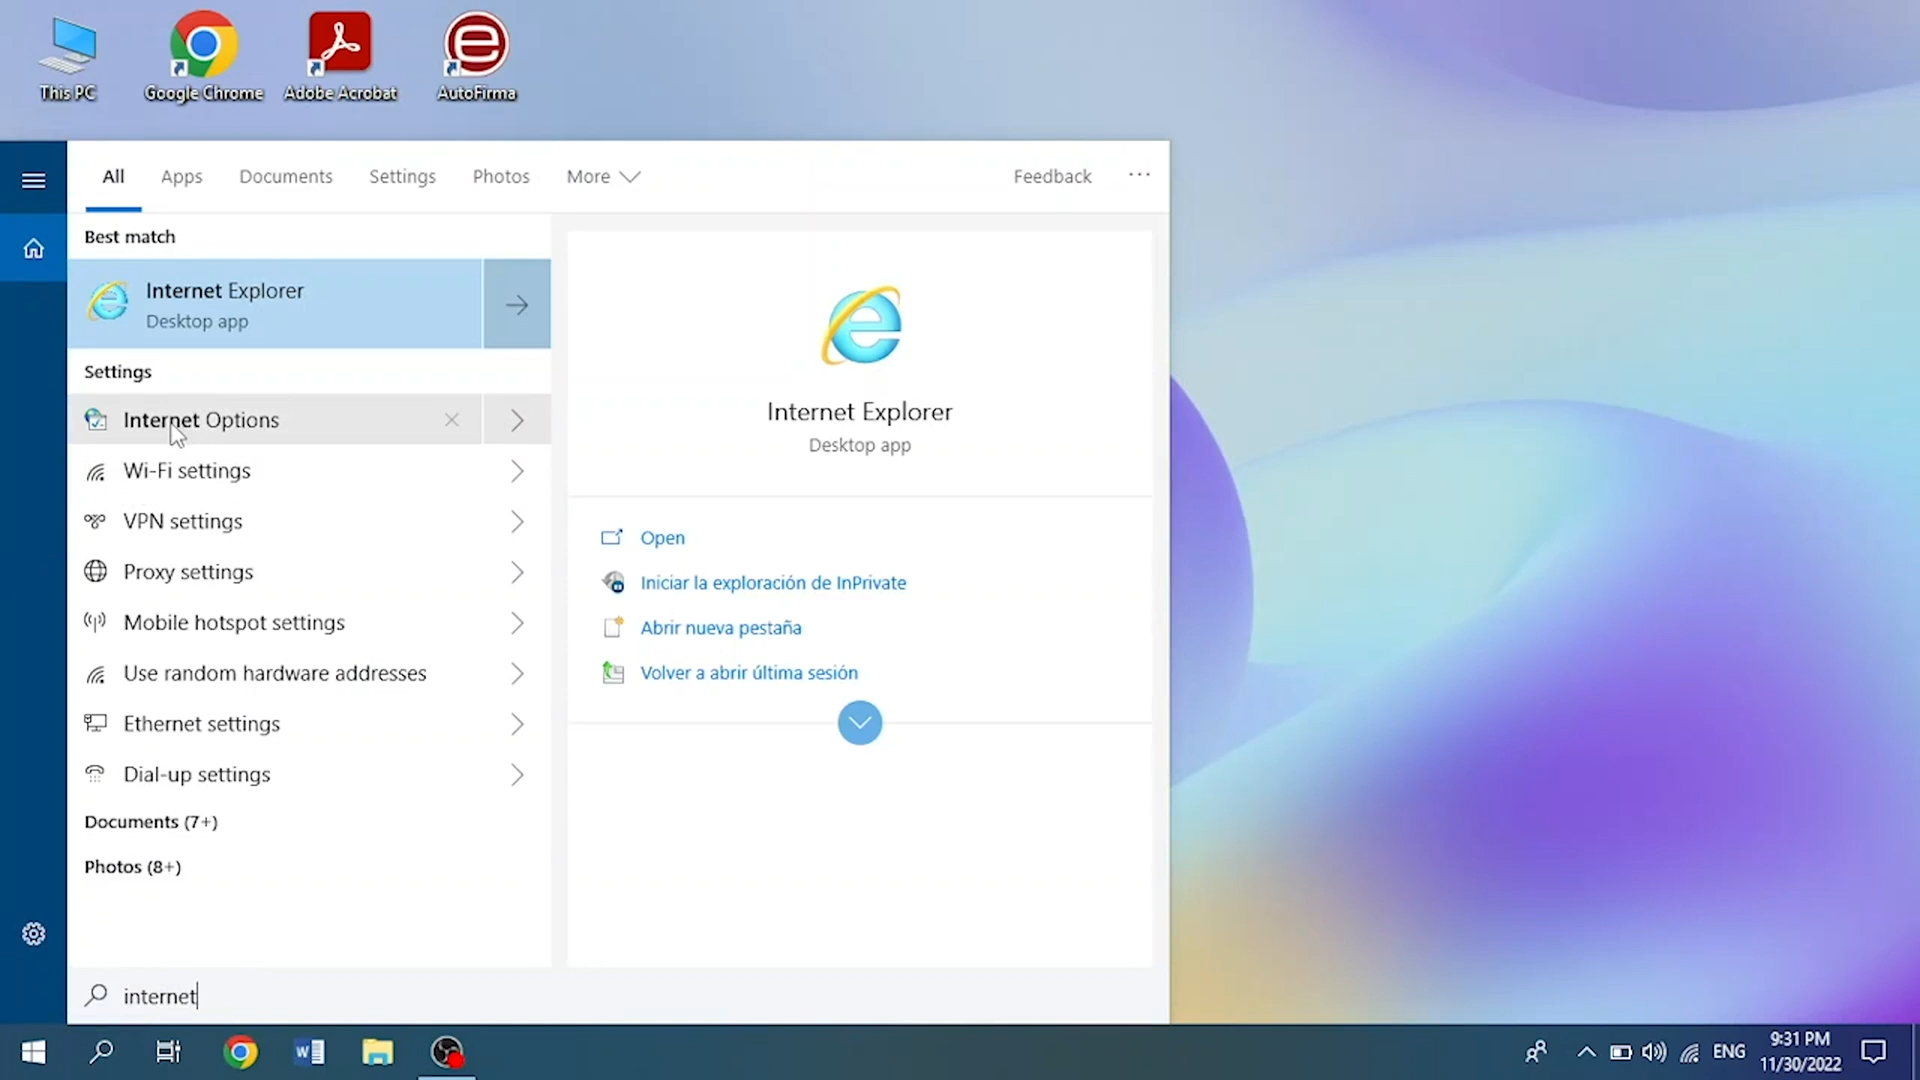 This PC
Google Chrome
Adobe Acrobat
AutoFirma
All Apps Documents Settings Photos More Feedback ...
Best match
Internet Explorer
Desktop app
Settings
Internet Options
Wi-Fi settings
VPN settings
Proxy settings
Mobile hotspot settings
Use random hardware addresses
Ethernet settings
Dial-up settings
Documents (7+)
Photos (8+)
Internet Explorer
Desktop app
Open
Iniciar la exploración de InPrivate
Abrir nueva pestaña
Volver a abrir última sesión
internet
ENG
9:31 PM
11/30/2022